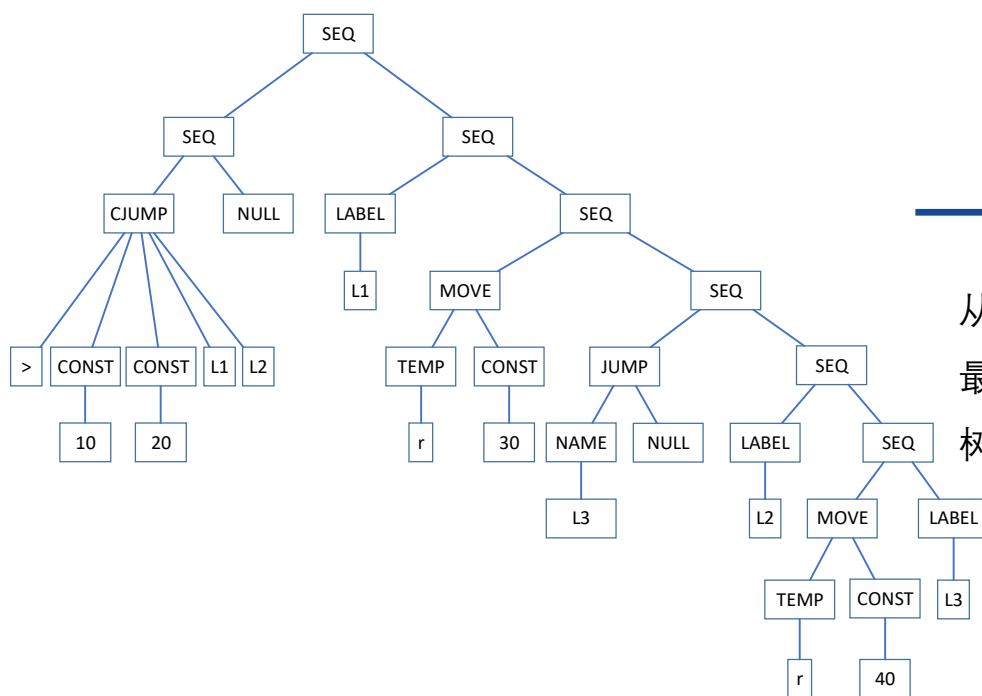 SEQ
SEQ
SEQ
CJUMP
NULL
LABEL
SEQ
L1
MOVE
SEQ
>
CONST
CONST
L1
L2
TEMP
CONST
JUMP
SEQ
10
20
r
30
NAME
NULL
LABEL
SEQ
L3
L2
MOVE
LABEL
TEMP
CONST
L3
r
40
从
最
树